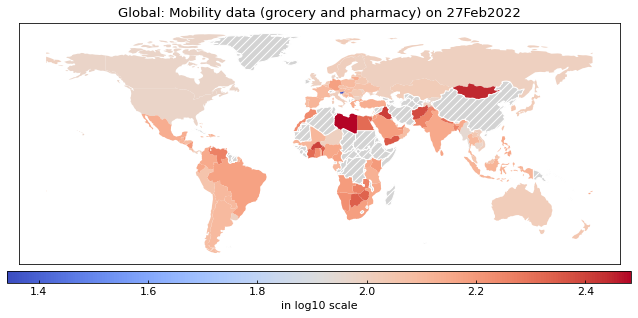 Global: Mobility data (grocery and pharmacy) on 27Feb2022
1.4 1.6 1.8 2.0 2.2 2.4
in log10 scale